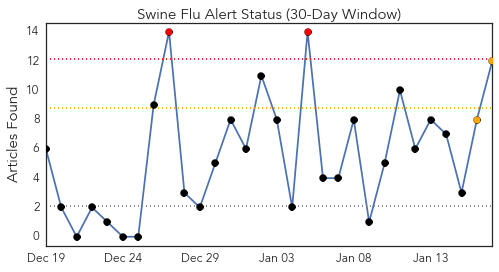 Swine Flu Alert Status (30-Day Window)
Articles Found
14
12
10
8
6
4
2
0
Dec 19 Dec 24 Dec 29 Jan 03 Jan 08 Jan 13